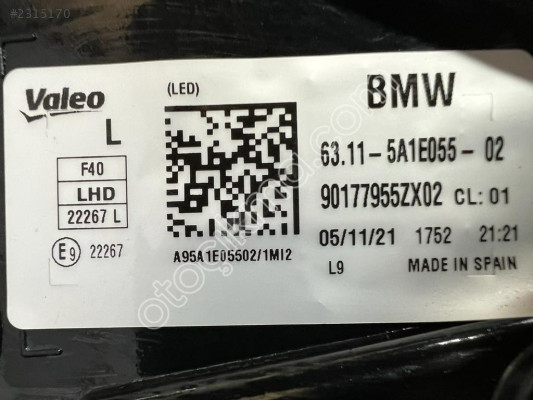 #2315170
Valeo
(LED)
BMW
L
F40
LHD
22267 L
E9 22267
63.11-5A1E055-02
90177955ZX02 CL:01
05/11/21 1752 21:21
A95A1E05502/1MI2
L9 MADE IN SPAIN
otoçıkma.com